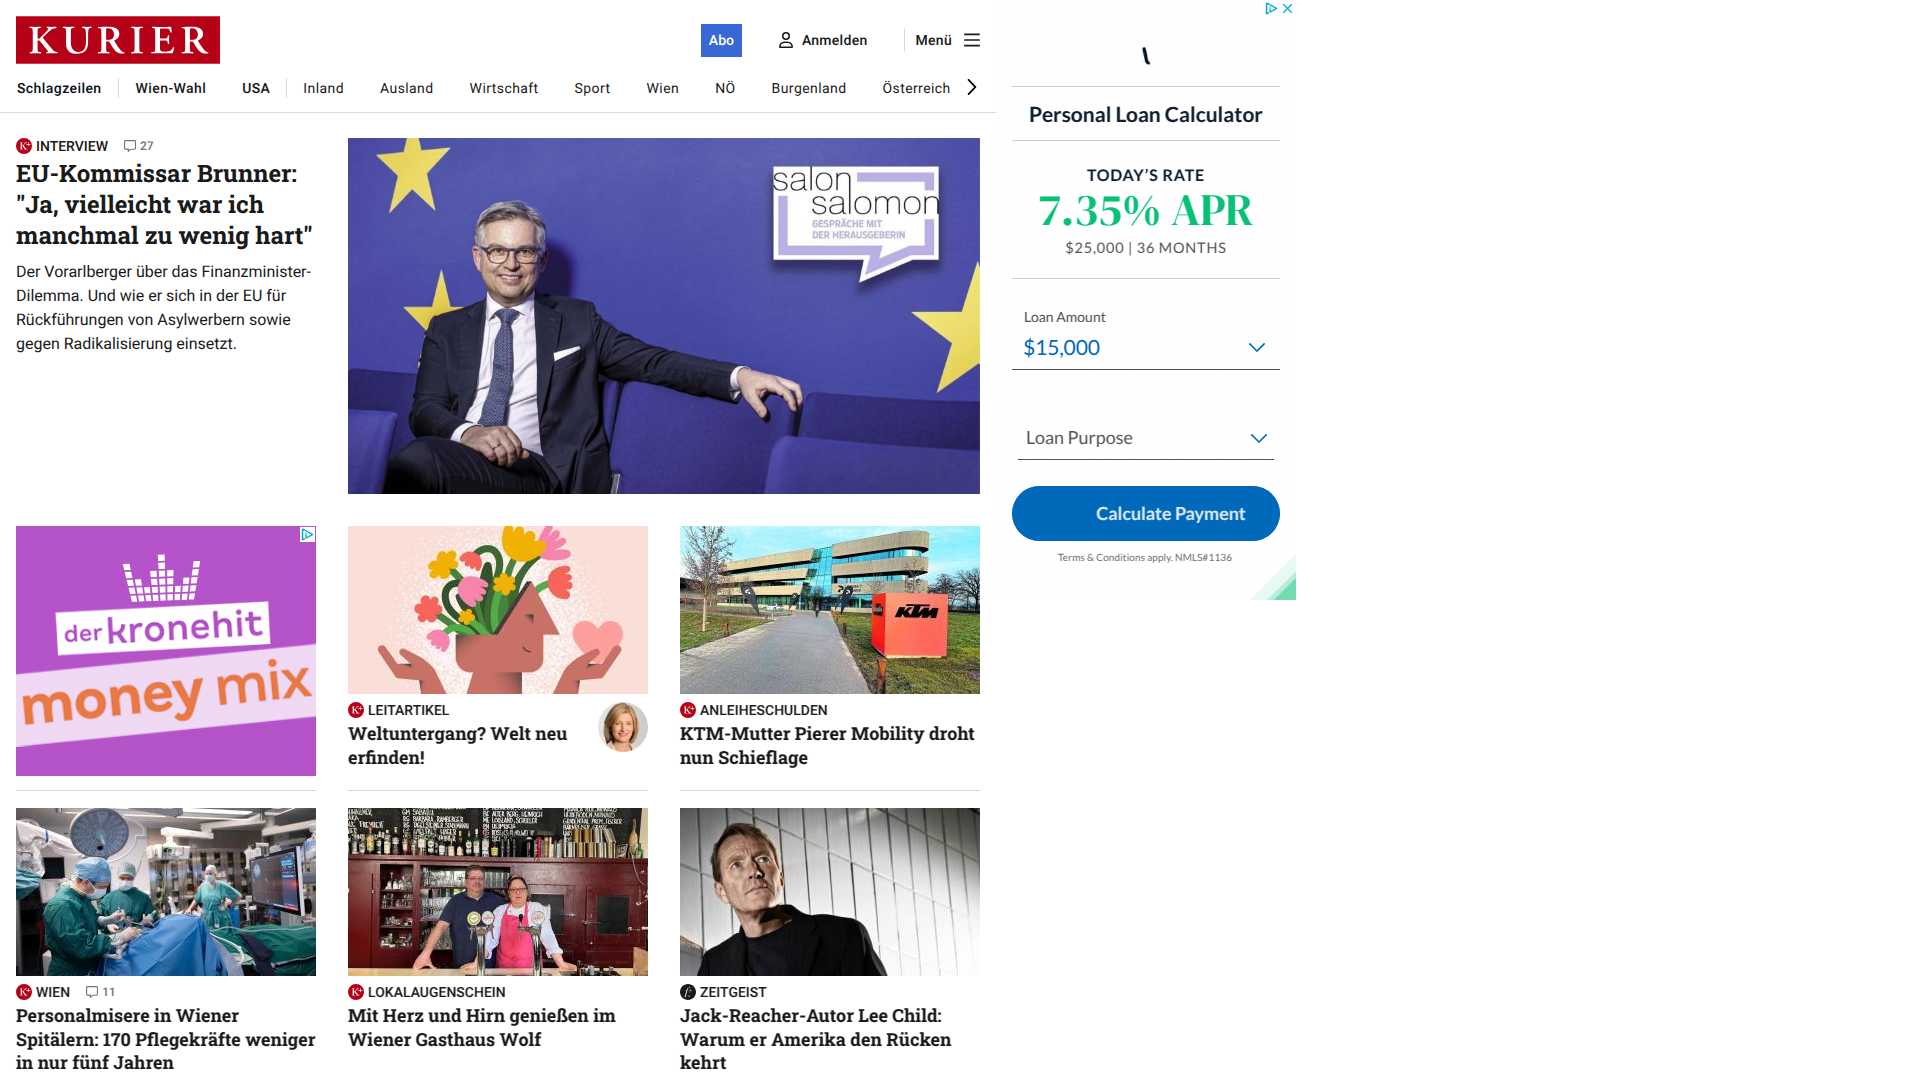 KURIER
Abo
Anmelden
Menü
Schlagzeilen
Wien-Wahl
USA
Inland
Ausland
Wirtschaft
Sport
Wien
NÖ
Burgenland
Österreich
INTERVIEW 27
EU-Kommissar Brunner:
"Ja, vielleicht war ich
manchmal zu wenig hart"
Der Vorarlberger über das Finanzminister-
Dilemma. Und wie er sich in der EU für
Rückführungen von Asylwerbern sowie
gegen Radikalisierung einsetzt.
salon
salomon
GESPRÄCHE MIT
DER HERAUSGEBERIN
Personal Loan Calculator
TODAY'S RATE
7.35% APR
$25,000 | 36 MONTHS
Loan Amount
$15,000
Loan Purpose
Calculate Payment
Terms & Conditions apply. NMLS#1136
der kronehit
money mix
LEITARTIKEL
Weltuntergang? Welt neu
erfinden!
KTM
ANLEIHESCHULDEN
KTM-Mutter Pierer Mobility droht
nun Schieflage
WIEN 11
Personalmisere in Wiener
Spitälern: 170 Pflegekräfte weniger
in nur fünf Jahren
LOKALAUGENSCHEIN
Mit Herz und Hirn genießen im
Wiener Gasthaus Wolf
ZEITGEIST
Jack-Reacher-Autor Lee Child:
Warum er Amerika den Rücken
kehrt